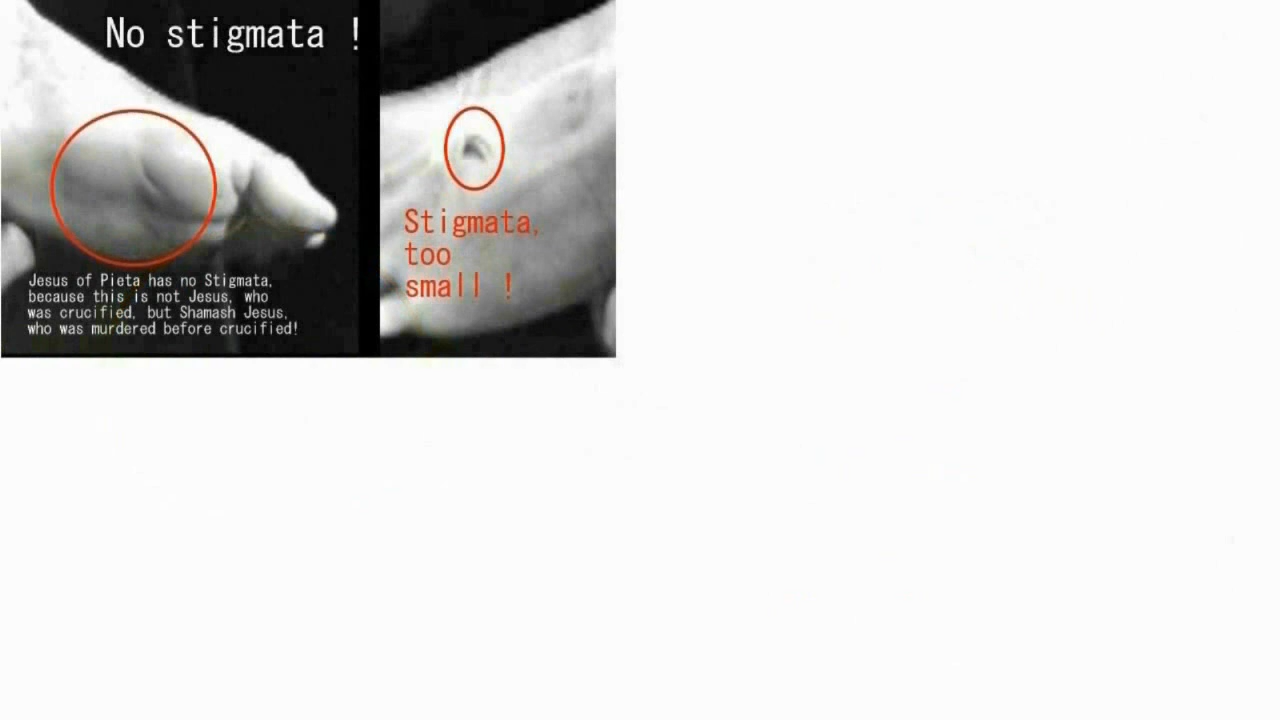 No stigmata !
Jesus of Pieta has no Stigmata,
because this is not Jesus, who
was crucified, but Shamash Jesus,
who was murdered before crucified!
Stigmata,
too
small !